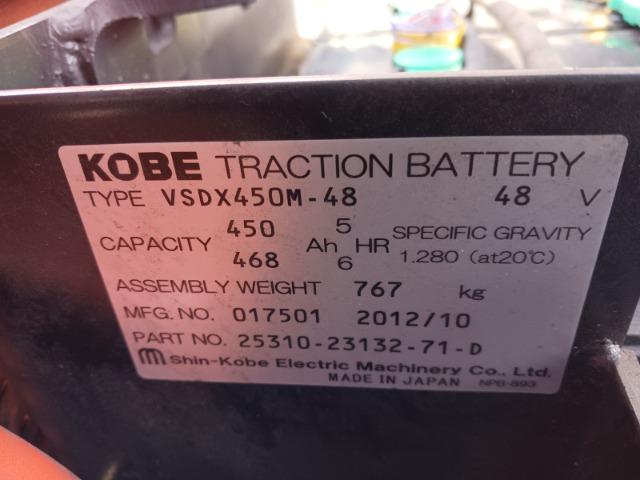 KOBE TRACTION BATTERY
TYPE VSDX450M-48 48 V
CAPACITY 450 Ah 5 HR SPECIFIC GRAVITY
468 6 1.280 (at20℃)
ASSEMBLY WEIGHT 767 kg
MFG. NO. 017501 2012/10
PART NO. 25310-23132-71-D
Shin-Kobe Electric Machinery Co., Ltd.
MADE IN JAPAN NPB-593